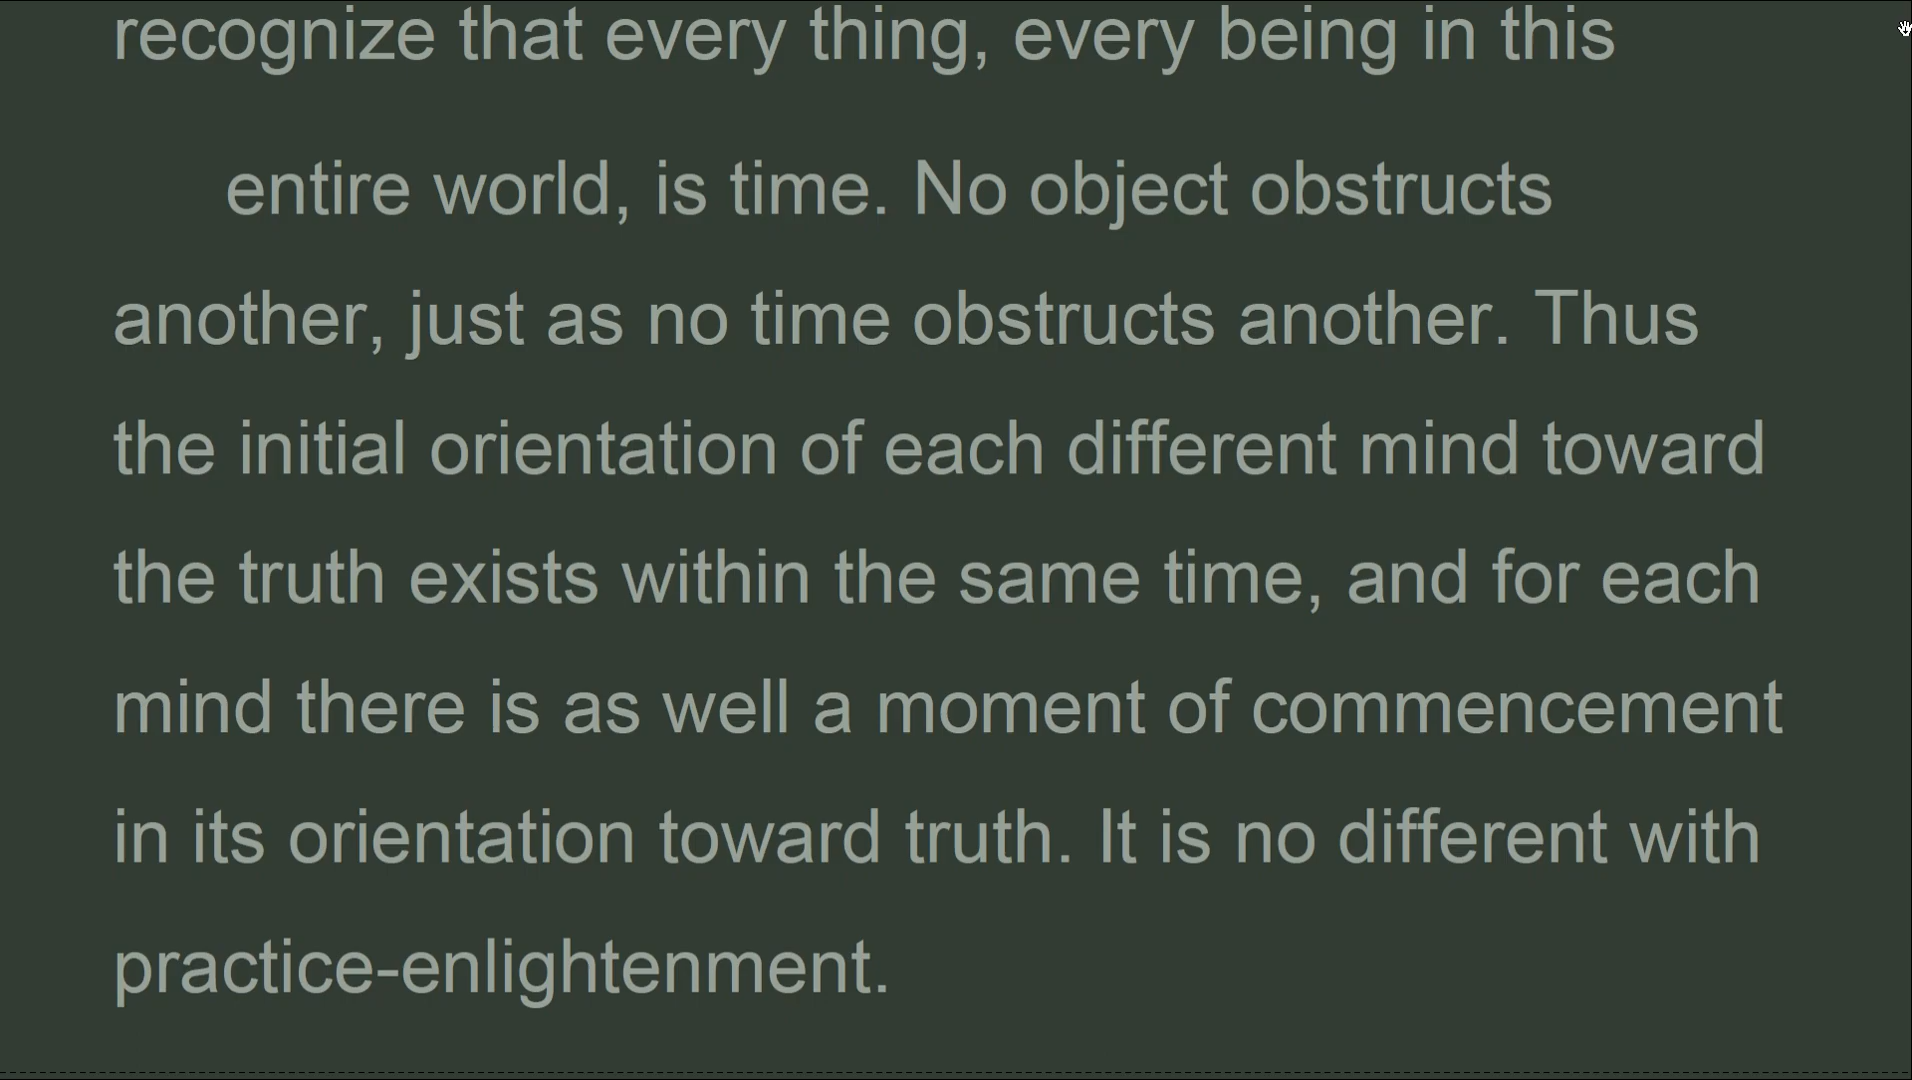 recognize that every thing, every being in this
entire world, is time. No object obstructs
another, just as no time obstructs another. Thus
the initial orientation of each different mind toward
the truth exists within the same time, and for each
mind there is as well a moment of commencement
in its orientation toward truth. It is no different with
practice-enlightenment.